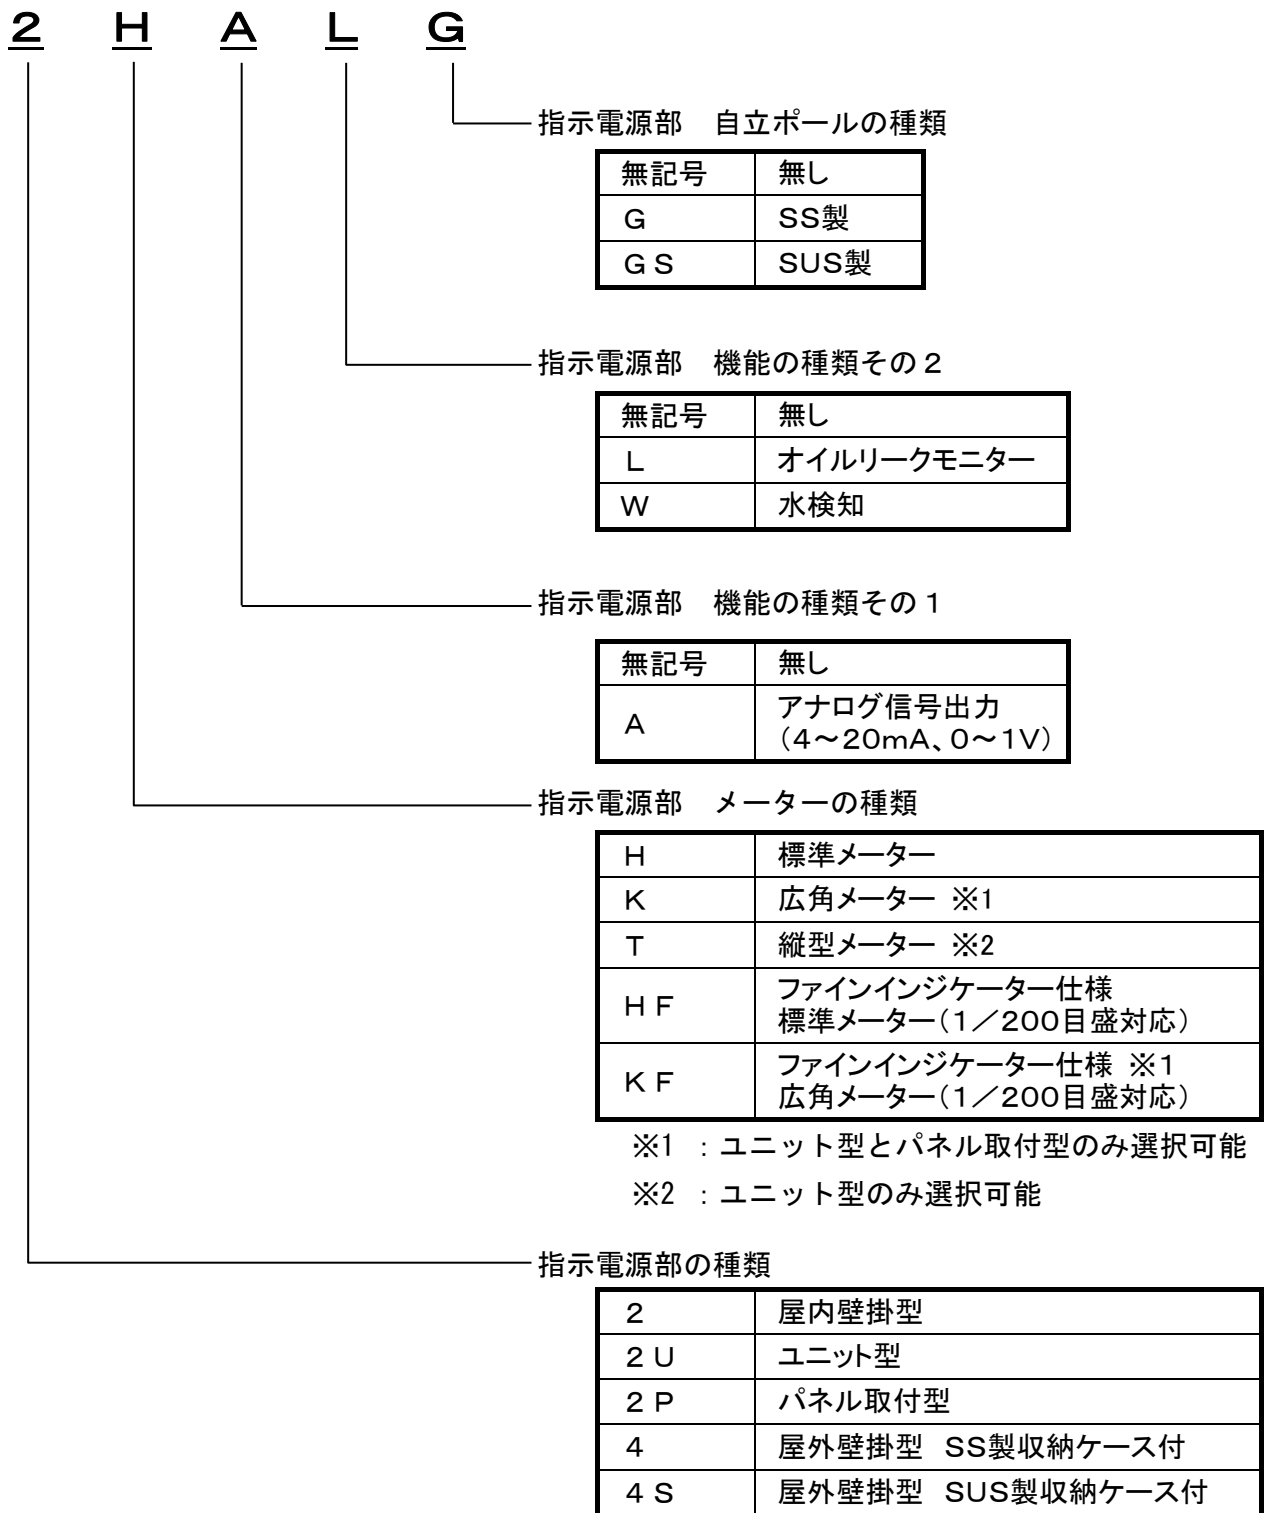 ２ Ｈ Ａ Ｌ Ｇ
指示電源部　自立ポールの種類
無記号 無し
Ｇ ＳＳ製
ＧＳ ＳＵＳ製
指示電源部　機能の種類その２
無記号 無し
Ｌ オイルリークモニター
Ｗ 水検知
指示電源部　機能の種類その１
無記号 無し
Ａ アナログ信号出力
（４～２０ｍＡ、０～１Ｖ）
指示電源部　メーターの種類
Ｈ 標準メーター
Ｋ 広角メーター ※1
Ｔ 縦型メーター ※2
ＨＦ ファインインジケーター仕様
標準メーター（１／２００目盛対応）
ＫＦ ファインインジケーター仕様 ※１
広角メーター（１／２００目盛対応）
※1 ：ユニット型とパネル取付型のみ選択可能
※2 ：ユニット型のみ選択可能
指示電源部の種類
２ 屋内壁掛型
２Ｕ ユニット型
２Ｐ パネル取付型
４ 屋外壁掛型 ＳＳ製収納ケース付
４Ｓ 屋外壁掛型 ＳＵＳ製収納ケース付